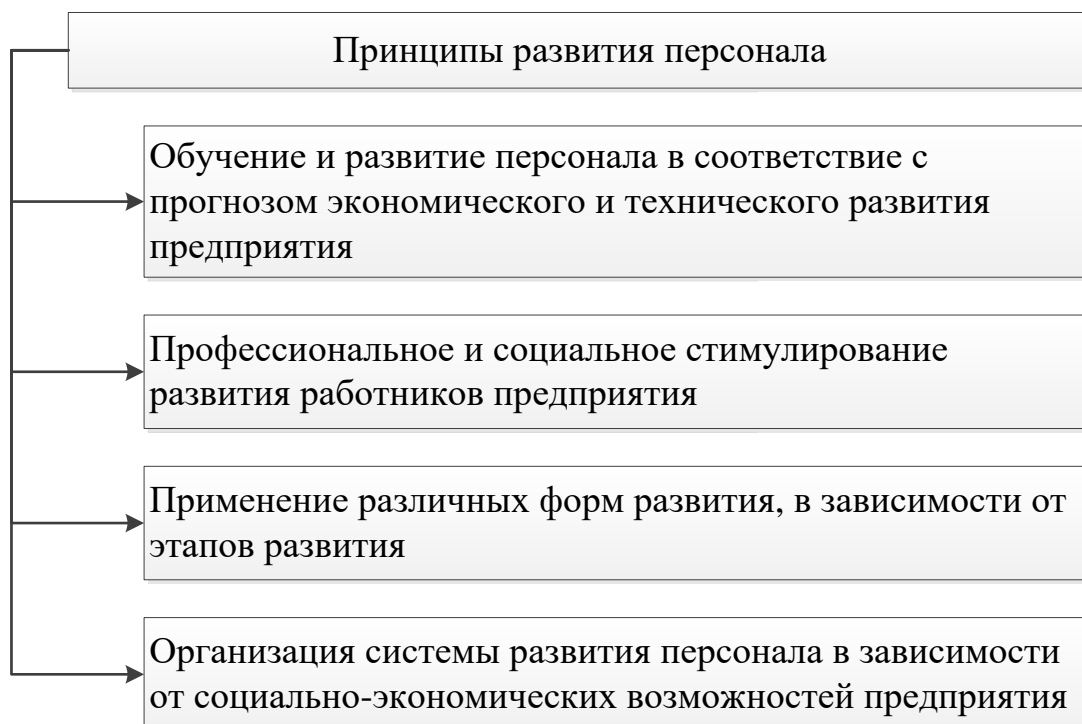 Принципы развития персонала
Обучение и развитие персонала в соответствие с
прогнозом экономического и технического развития
предприятия
Профессиональное и социальное стимулирование
развития работников предприятия
Применение различных форм развития, в зависимости от
этапов развития
Организация системы развития персонала в зависимости
от социально-экономических возможностей предприятия